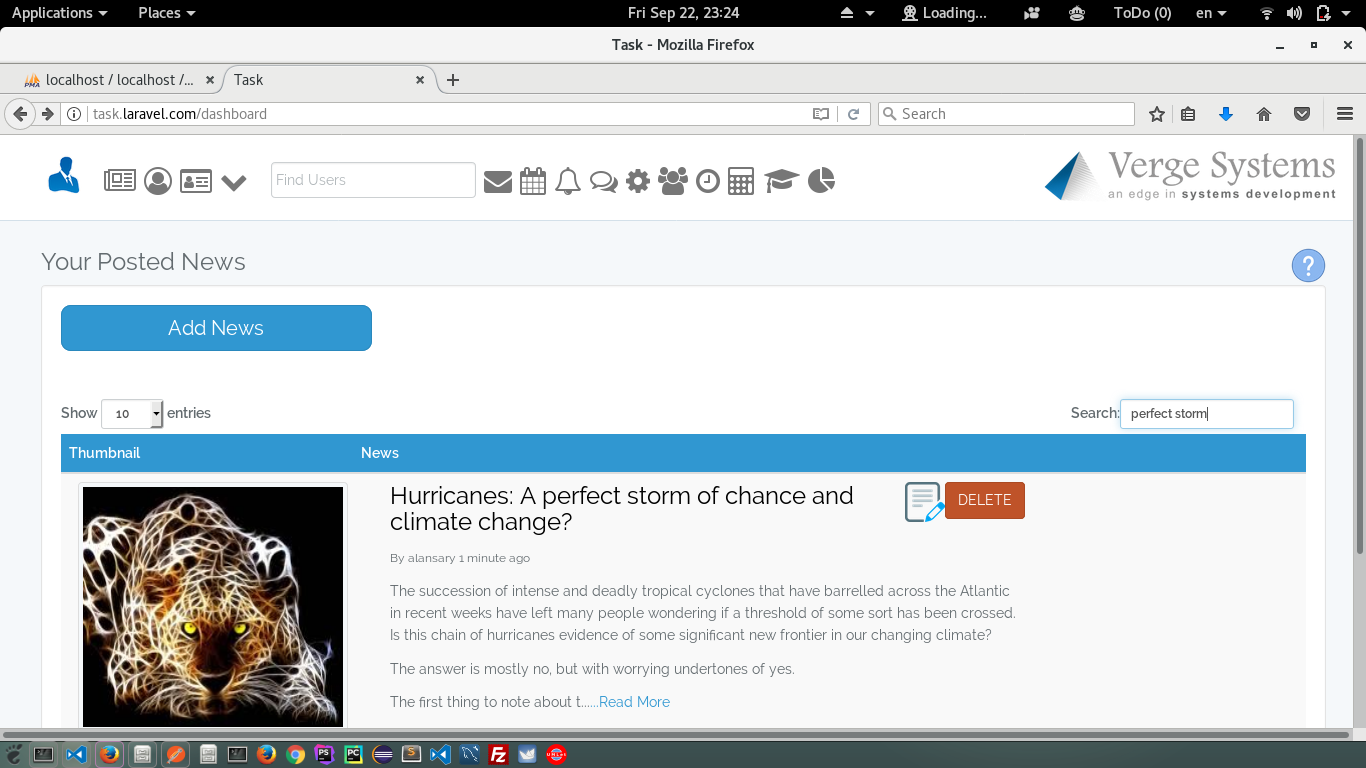 Applications Places Fri Sep 22, 23:24 Loading... ToDo (0) en
Task - Mozilla Firefox
PMA localhost / localhost /... Task
task.laravel.com/dashboard Search
Find Users
Verge Systems
an edge in systems development
Your Posted News
?
Add News
Show 10 entries Search: perfect storm
Thumbnail News
Hurricanes: A perfect storm of chance and
climate change?
DELETE
By alansary 1 minute ago
The succession of intense and deadly tropical cyclones that have barrelled across the Atlantic
in recent weeks have left many people wondering if a threshold of some sort has been crossed.
Is this chain of hurricanes evidence of some significant new frontier in our changing climate?
The answer is mostly no, but with worrying undertones of yes.
The first thing to note about t......Read More
PS PC S FZ